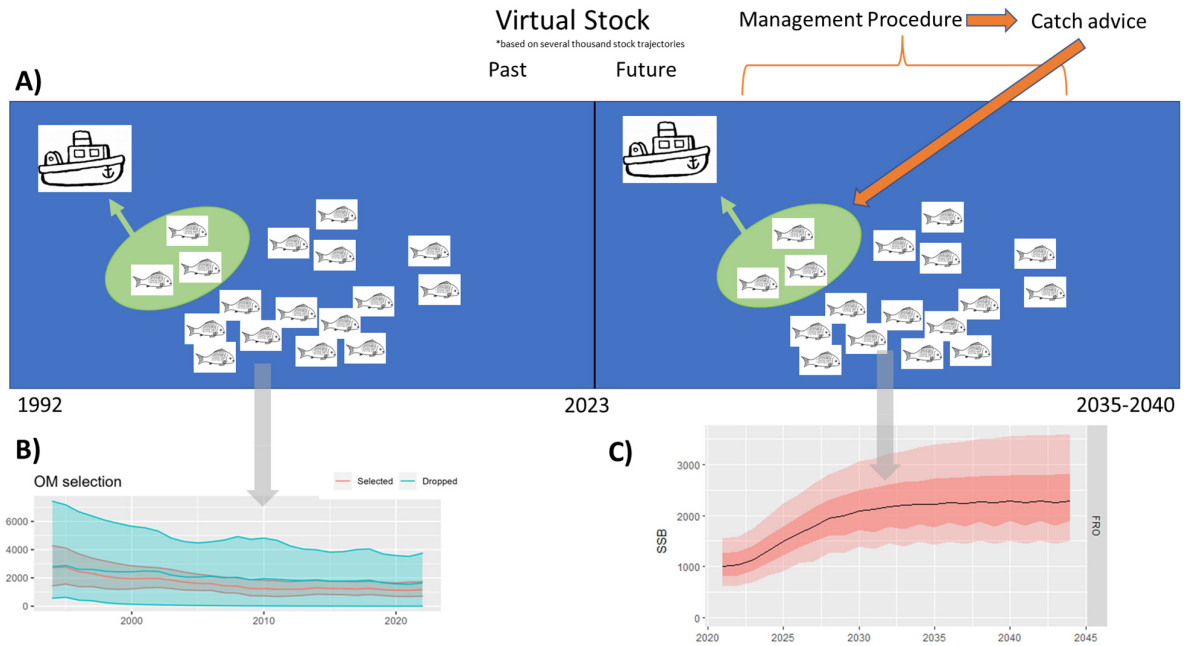 Virtual Stock
*based on several thousand stock trajectories
Management Procedure
Catch advice
Past
Future
A)
1992
2023
2035-2040
B)
OM selection
Selected
Dropped
6000
4000
2000
0
2000
2010
2020
C)
SSB
3000
2000
1000
0
FR0
2020
2025
2030
2035
2040
2045